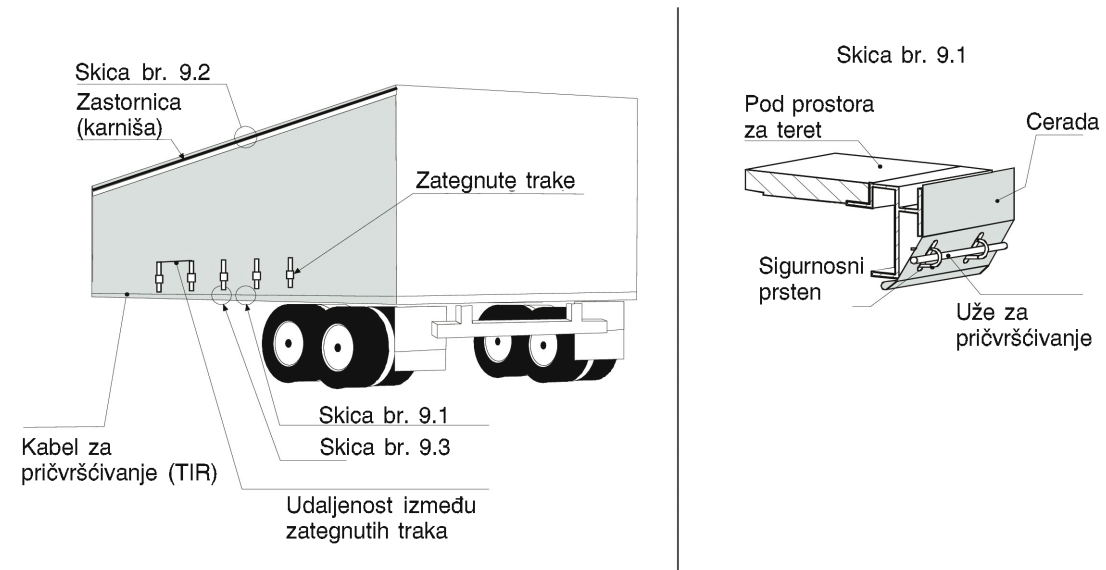 Skica br. 9.2
Zastornica
(karniša)
Zategnute trake
Skica br. 9.1
Skica br. 9.3
Kabel za
pričvršćivanje (TIR)
Udaljenost između
zategnutih traka
Skica br. 9.1
Pod prostora
za teret
Cerada
Sigurnosni
prsten
Uže za
pričvršćivanje